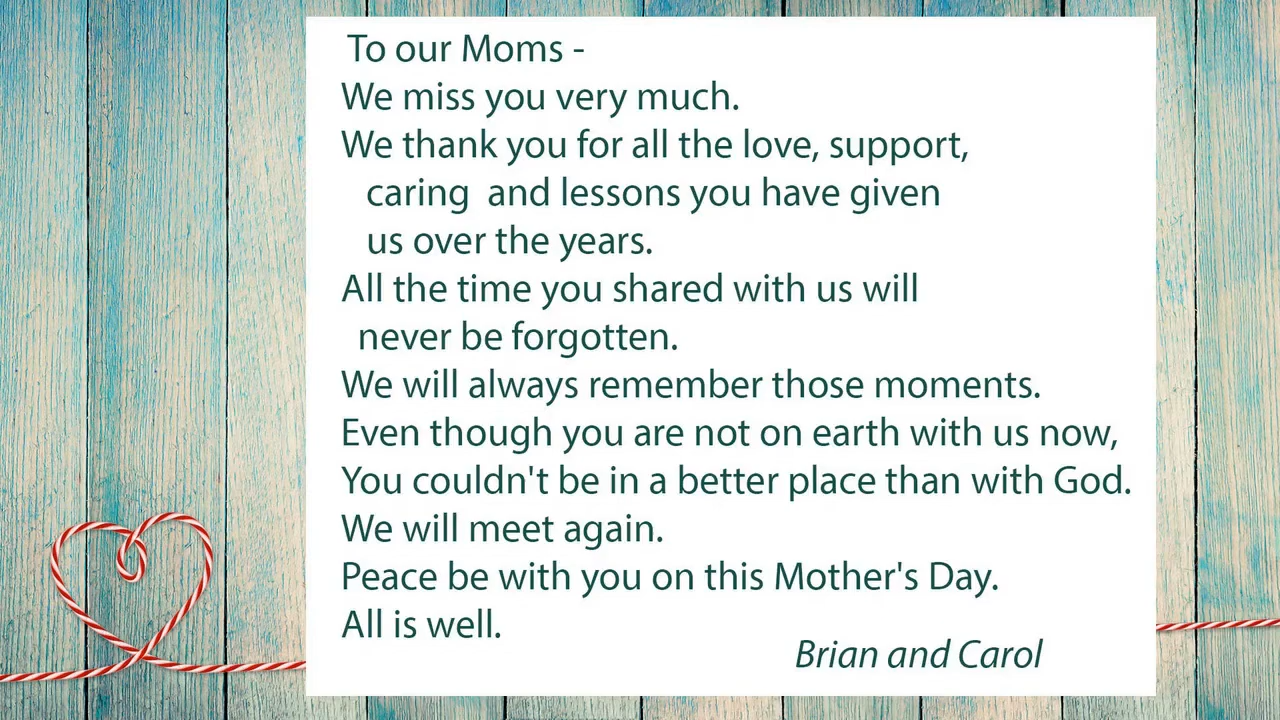 To our Moms -
We miss you very much.
We thank you for all the love, support,
caring  and lessons you have given
us over the years.
All the time you shared with us will
never be forgotten.
We will always remember those moments.
Even though you are not on earth with us now,
You couldn't be in a better place than with God.
We will meet again.
Peace be with you on this Mother's Day.
All is well.
Brian and Carol